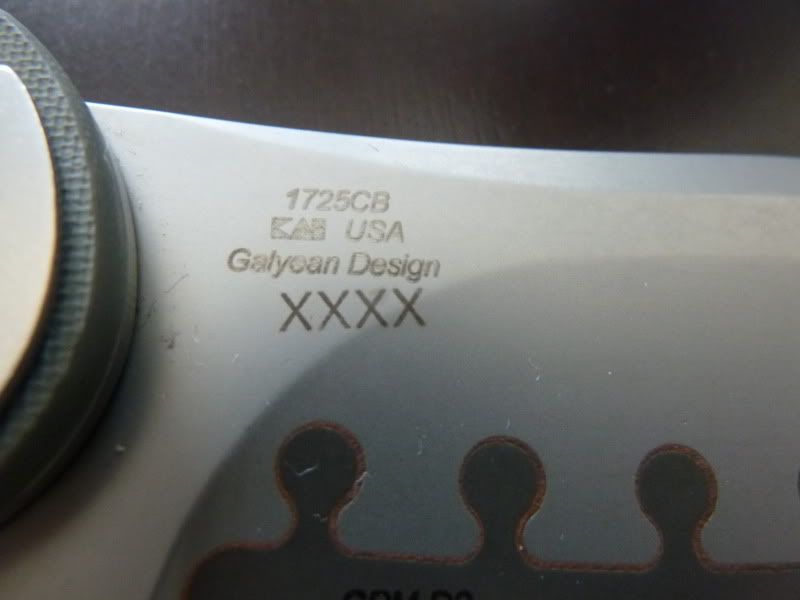 1725CB
KAI USA
Galyean Design
XXXX